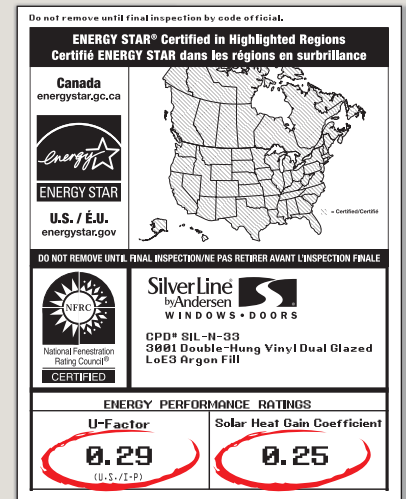 Do not remove until final inspection by code official.
ENERGY STAR® Certified in Highlighted Regions
Certifié ENERGY STAR dans les régions en surbrillance
Canada
energystar.gc.ca
energy
ENERGY STAR
U.S. / É.U.
energystar.gov
= Certified/Certifié
DO NOT REMOVE UNTIL FINAL INSPECTION/NE PAS RETIRER AVANT L'INSPECTION FINALE
NFRC
National Fenestration
Rating Council®
CERTIFIED
SilverLine®
byAndersen
WINDOWS • DOORS
CPD# SIL-N-33
3001 Double-Hung Vinyl Dual Glazed
LoE3 Argon Fill
ENERGY PERFORMANCE RATINGS
U-Factor
0.29
(U.S./I-P)
Solar Heat Gain Coefficient
0.25